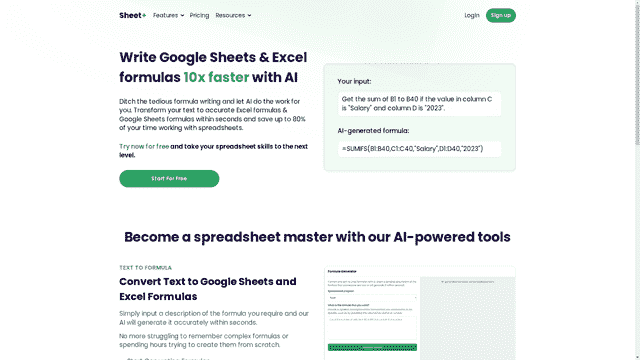 Sheet+
Features
Pricing
Resources
Login
Sign up
Write Google Sheets & Excel
formulas 10x faster with AI
Ditch the tedious formula writing and let AI do the work for
you. Transform your text to accurate Excel formulas &
Google Sheets formulas within seconds and save up to 80%
of your time working with spreadsheets.
Try now for free and take your spreadsheet skills to the next
level.
Start For Free
Your input:
Get the sum of B1 to B40 if the value in column C
is "Salary" and column D is "2023".
AI-generated formula:
=SUMIFS(B1:B40,C1:C40,"Salary",D1:D40,"2023")
Become a spreadsheet master with our AI-powered tools
TEXT TO FORMULA
Convert Text to Google Sheets and
Excel Formulas
Simply input a description of the formula you require and our
AI will generate it accurately within seconds.
No more struggling to remember complex formulas or
spending hours trying to create them from scratch.
Formula Generator